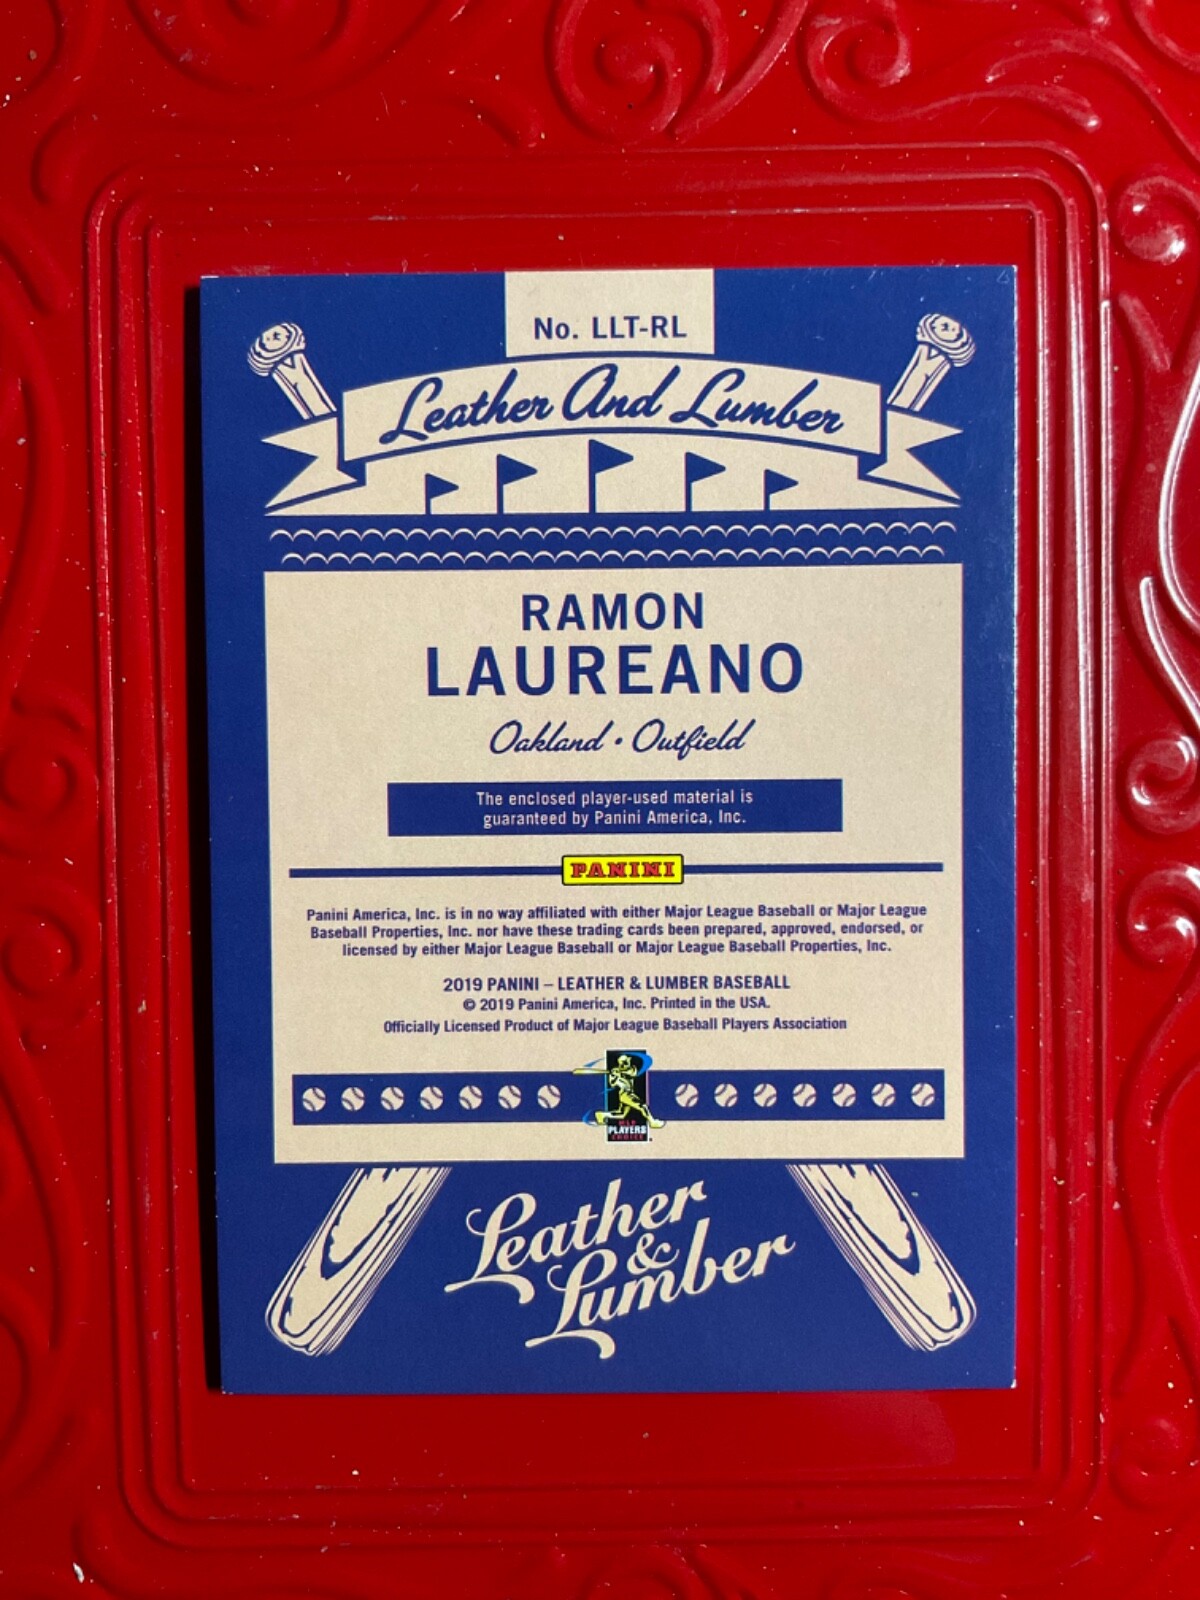 No. LLT-RL
Leather And Lumber
RAMON
LAUREANO
Oakland • Outfield
The enclosed player-used material is
guaranteed by Panini America, Inc.
PANINI
Panini America, Inc. is in no way affiliated with either Major League Baseball or Major League
Baseball Properties, Inc. nor have these trading cards been prepared, approved, endorsed, or
licensed by either Major League Baseball or Major League Baseball Properties, Inc.
2019 PANINI – LEATHER & LUMBER BASEBALL
© 2019 Panini America, Inc. Printed in the USA.
Officially Licensed Product of Major League Baseball Players Association
MLB
PLAYERS
CHOICE
Leather
&
Lumber